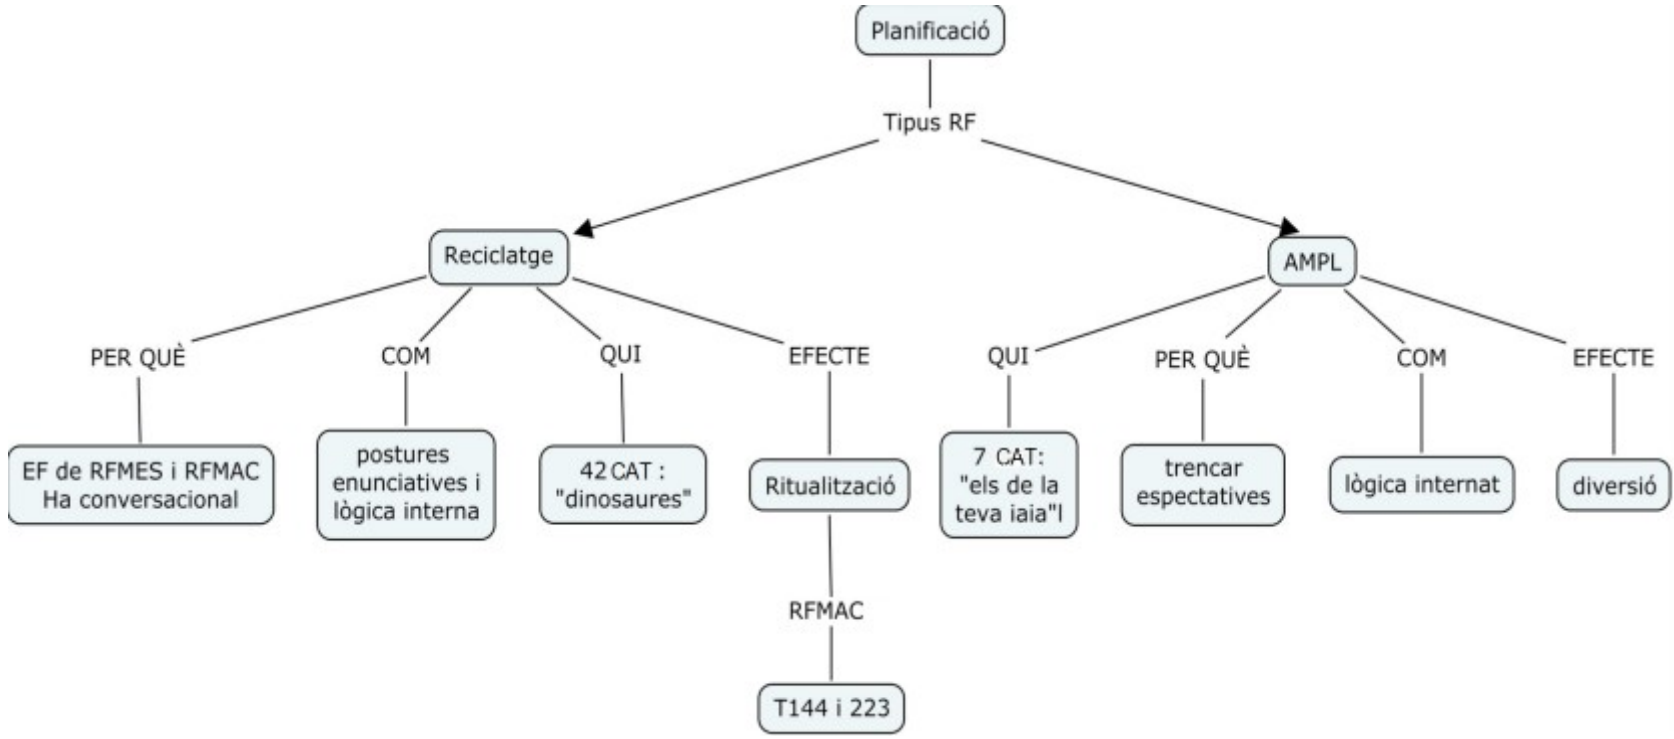 Planificació
Tipus RF
Reciclatge
AMPL
PER QUÈ
COM
QUI
EFECTE
QUI
PER QUÈ
COM
EFECTE
EF de RFMES i RFMAC
Ha conversacional
postures
enunciatives i
lògica interna
42 CAT :
"dinosaures"
Ritualització
7 CAT:
"els de la
teva iaia"l
trencar
espectatives
lògica internat
diversió
RFMAC
T144 i 223